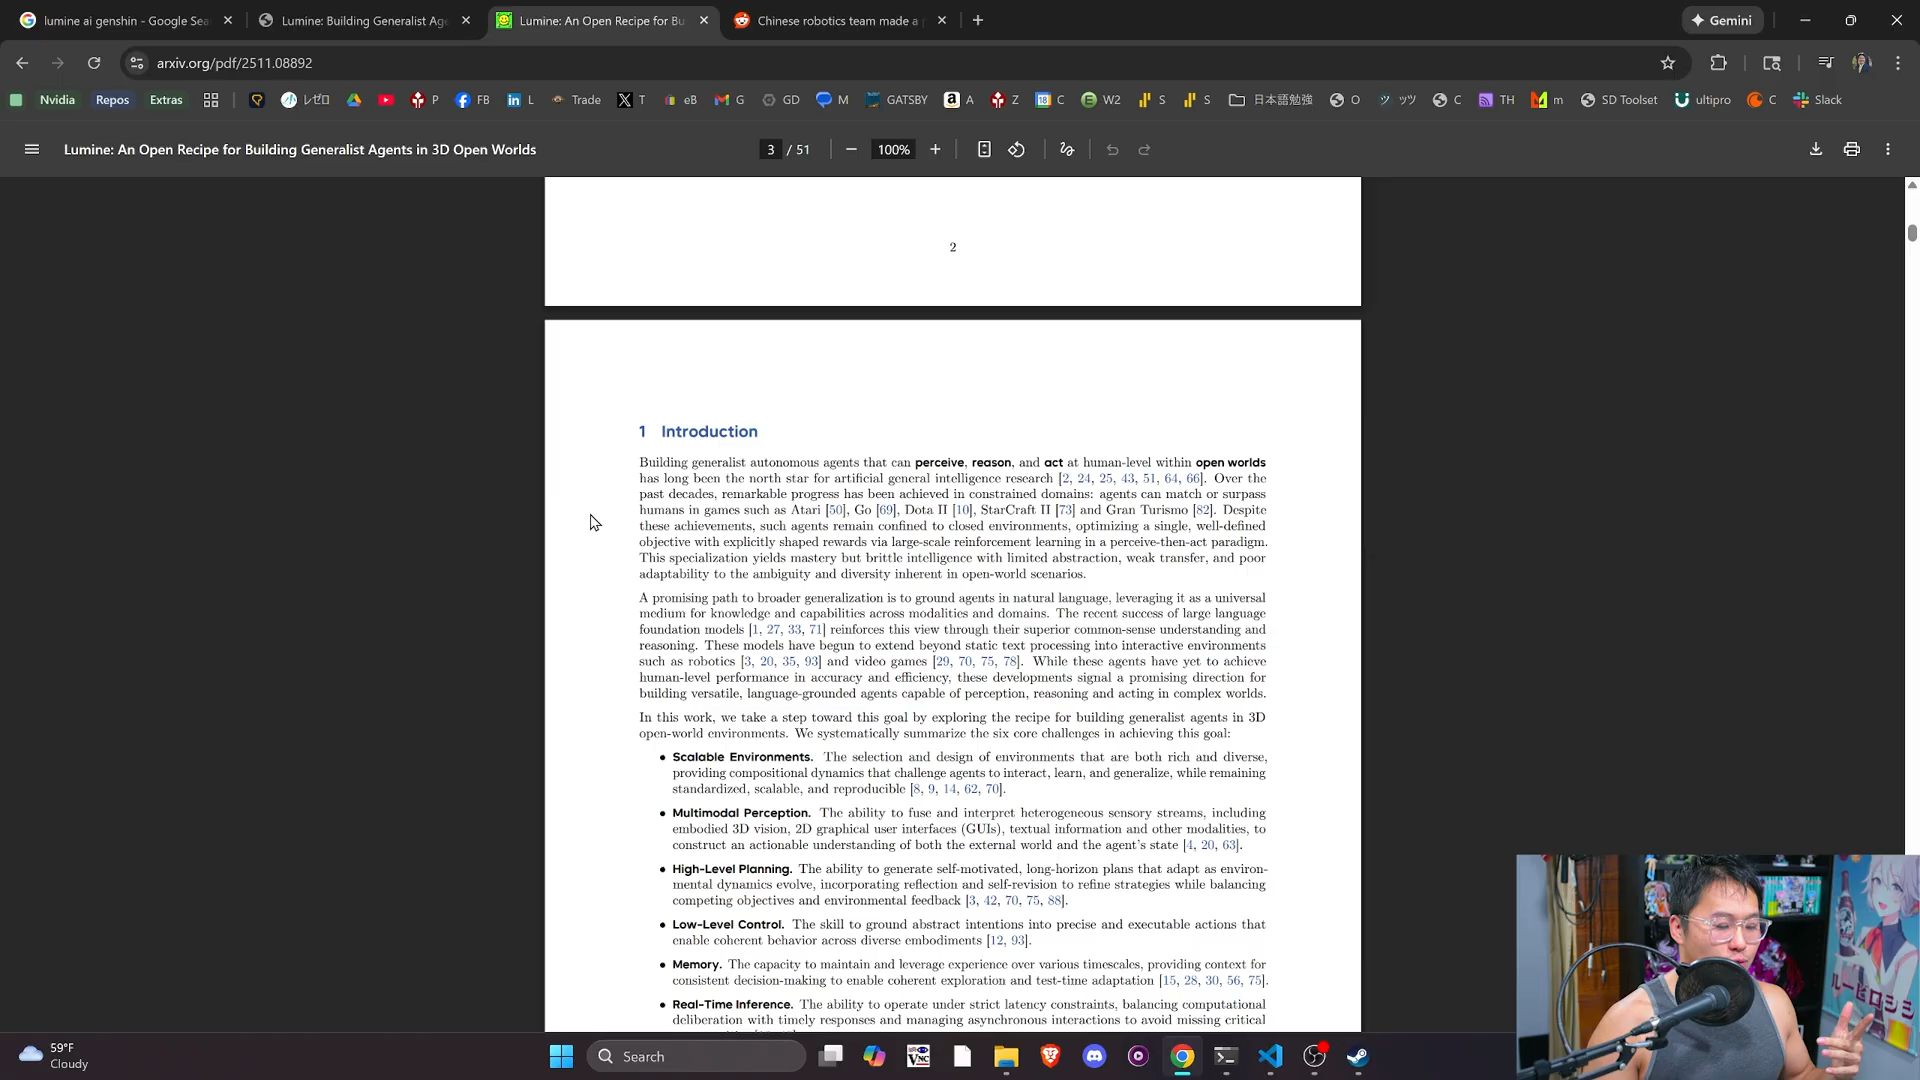 lumine ai genshin - Google Sea
Lumine: Building Generalist Age
Lumine: An Open Recipe for Bu
Chinese robotics team made a
Gemini
arxiv.org/pdf/2511.08892
Nvidia
Repos
Extras
レゼロ
P
FB
L
Trade
T
eB
G
GD
M
GATSBY
A
Z
C
W2
S
S
日本語勉強
O
ッツ
C
TH
m
SD Toolset
ultipro
C
Slack
Lumine: An Open Recipe for Building Generalist Agents in 3D Open Worlds
3 / 51
100%
2
1 Introduction
Building generalist autonomous agents that can perceive, reason, and act at human-level within open worlds
has long been the north star for artificial general intelligence research [2, 24, 25, 43, 51, 64, 66]. Over the
past decades, remarkable progress has been achieved in constrained domains: agents can match or surpass
humans in games such as Atari [50], Go [69], Dota II [10], StarCraft II [73] and Gran Turismo [82]. Despite
these achievements, such agents remain confined to closed environments, optimizing a single, well-defined
objective with explicitly shaped rewards via large-scale reinforcement learning in a perceive-then-act paradigm.
This specialization yields mastery but brittle intelligence with limited abstraction, weak transfer, and poor
adaptability to the ambiguity and diversity inherent in open-world scenarios.
A promising path to broader generalization is to ground agents in natural language, leveraging it as a universal
medium for knowledge and capabilities across modalities and domains. The recent success of large language
foundation models [1, 27, 33, 71] reinforces this view through their superior common-sense understanding and
reasoning. These models have begun to extend beyond static text processing into interactive environments
such as robotics [3, 20, 35, 93] and video games [29, 70, 75, 78]. While these agents have yet to achieve
human-level performance in accuracy and efficiency, these developments signal a promising direction for
building versatile, language-grounded agents capable of perception, reasoning and acting in complex worlds.
In this work, we take a step toward this goal by exploring the recipe for building generalist agents in 3D
open-world environments. We systematically summarize the six core challenges in achieving this goal:
• Scalable Environments. The selection and design of environments that are both rich and diverse,
providing compositional dynamics that challenge agents to interact, learn, and generalize, while remaining
standardized, scalable, and reproducible [8, 9, 14, 62, 70].
• Multimodal Perception. The ability to fuse and interpret heterogeneous sensory streams, including
embodied 3D vision, 2D graphical user interfaces (GUIs), textual information and other modalities, to
construct an actionable understanding of both the external world and the agent's state [4, 20, 63].
• High-Level Planning. The ability to generate self-motivated, long-horizon plans that adapt as environ-
mental dynamics evolve, incorporating reflection and self-revision to refine strategies while balancing
competing objectives and environmental feedback [3, 42, 70, 75, 88].
• Low-Level Control. The skill to ground abstract intentions into precise and executable actions that
enable coherent behavior across diverse embodiments [12, 93].
• Memory. The capacity to maintain and leverage experience over various timescales, providing context for
consistent decision-making to enable coherent exploration and test-time adaptation [15, 28, 30, 56, 75].
• Real-Time Inference. The ability to operate under strict latency constraints, balancing computational
deliberation with timely responses and managing asynchronous interactions to avoid missing critical
59°F
Cloudy
Search